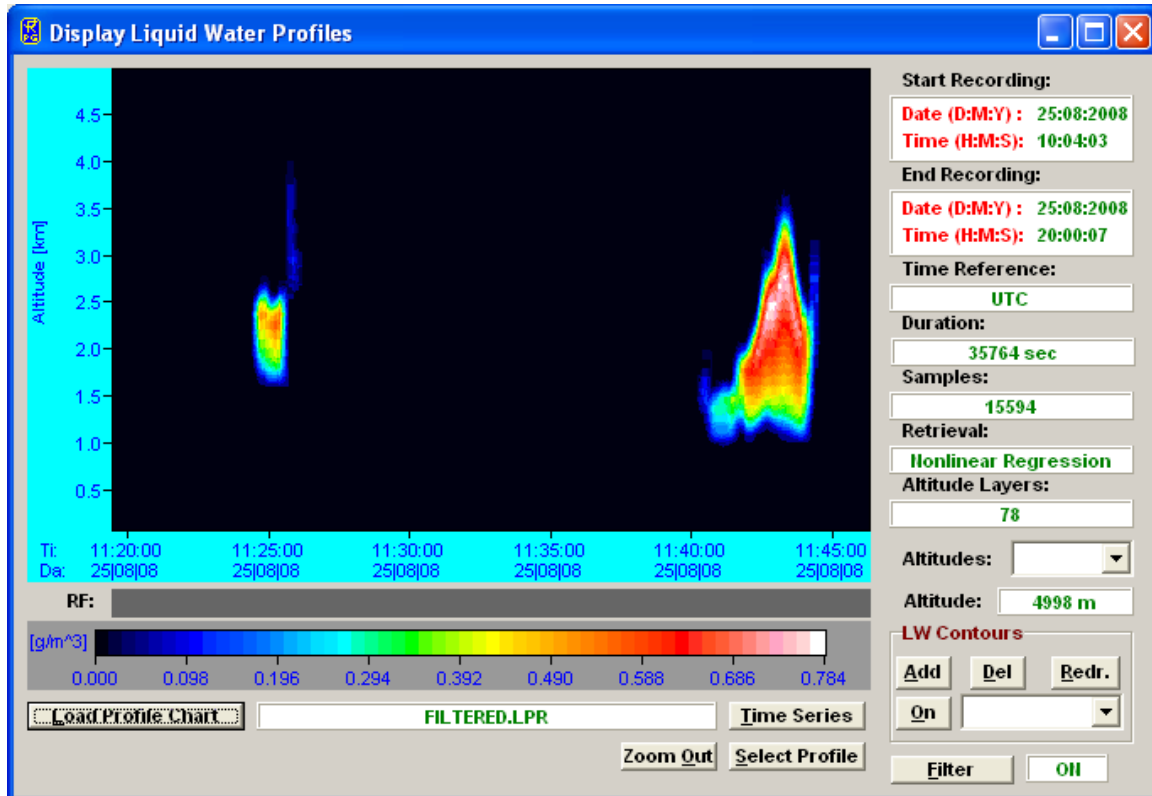 Display Liquid Water Profiles
Altitude [km]
4.5
4.0
3.5
3.0
2.5
2.0
1.5
1.0
0.5
Ti: 11:20:00 11:25:00 11:30:00 11:35:00 11:40:00 11:45:00
Da: 25|08|08 25|08|08 25|08|08 25|08|08 25|08|08 25|08|08
RF:
[g/m^3]
0.000 0.098 0.196 0.294 0.392 0.490 0.588 0.686 0.784
Load Profile Chart FILTERED.LPR Time Series
Zoom Out Select Profile
Start Recording:
Date (D:M:Y) : 25:08:2008
Time (H:M:S): 10:04:03
End Recording:
Date (D:M:Y) : 25:08:2008
Time (H:M:S): 20:00:07
Time Reference:
UTC
Duration:
35764 sec
Samples:
15594
Retrieval:
Nonlinear Regression
Altitude Layers:
78
Altitudes:
Altitude: 4998 m
LW Contours
Add Del Redr.
On
Filter ON